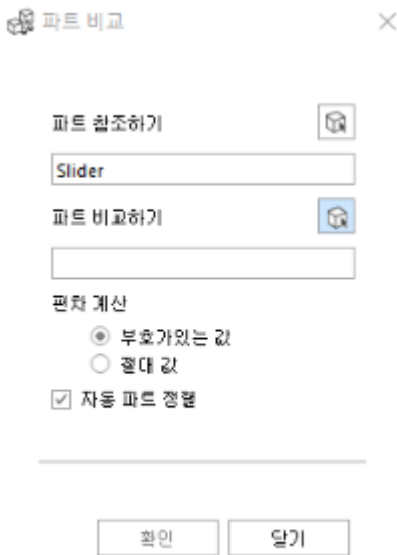 파트 비교
파트 참조하기
Slider
파트 비교하기
편차 계산
부호가있는 값
절대 값
자동 파트 정렬
확인
닫기